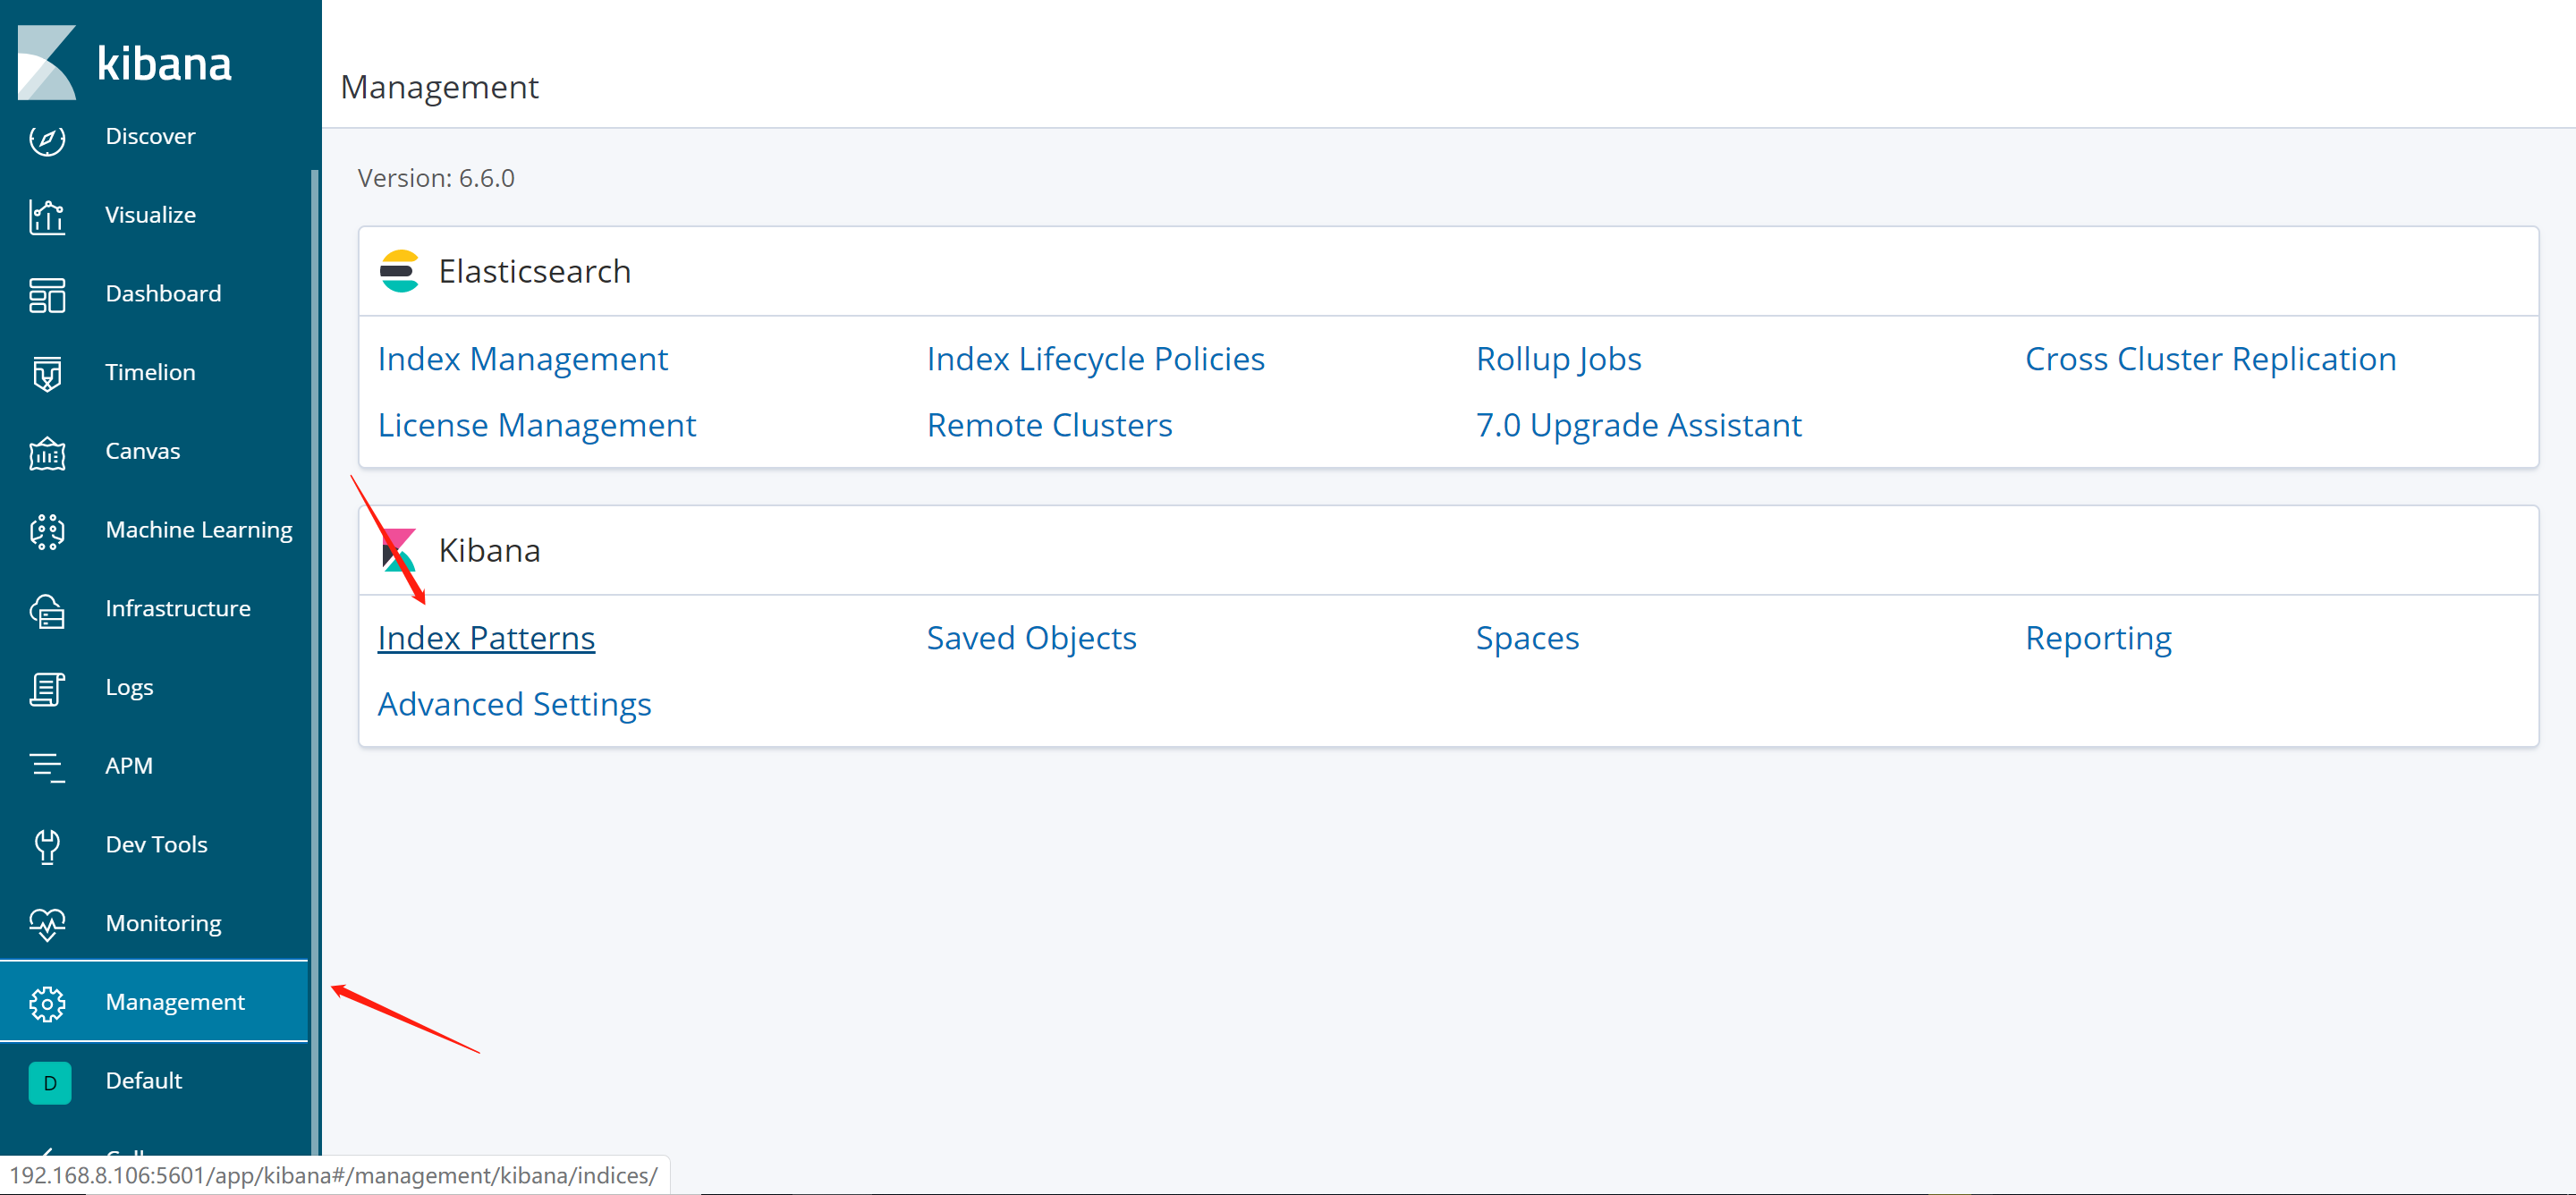 kibana
Discover
Visualize
Dashboard
Timelion
Canvas
Machine Learning
Infrastructure
Logs
APM
Dev Tools
Monitoring
Management
D Default
192.168.8.106:5601/app/kibana#/management/kibana/indices/
Management
Version: 6.6.0
Elasticsearch
Index Management Index Lifecycle Policies Rollup Jobs Cross Cluster Replication
License Management Remote Clusters 7.0 Upgrade Assistant
Kibana
Index Patterns Saved Objects Spaces Reporting
Advanced Settings